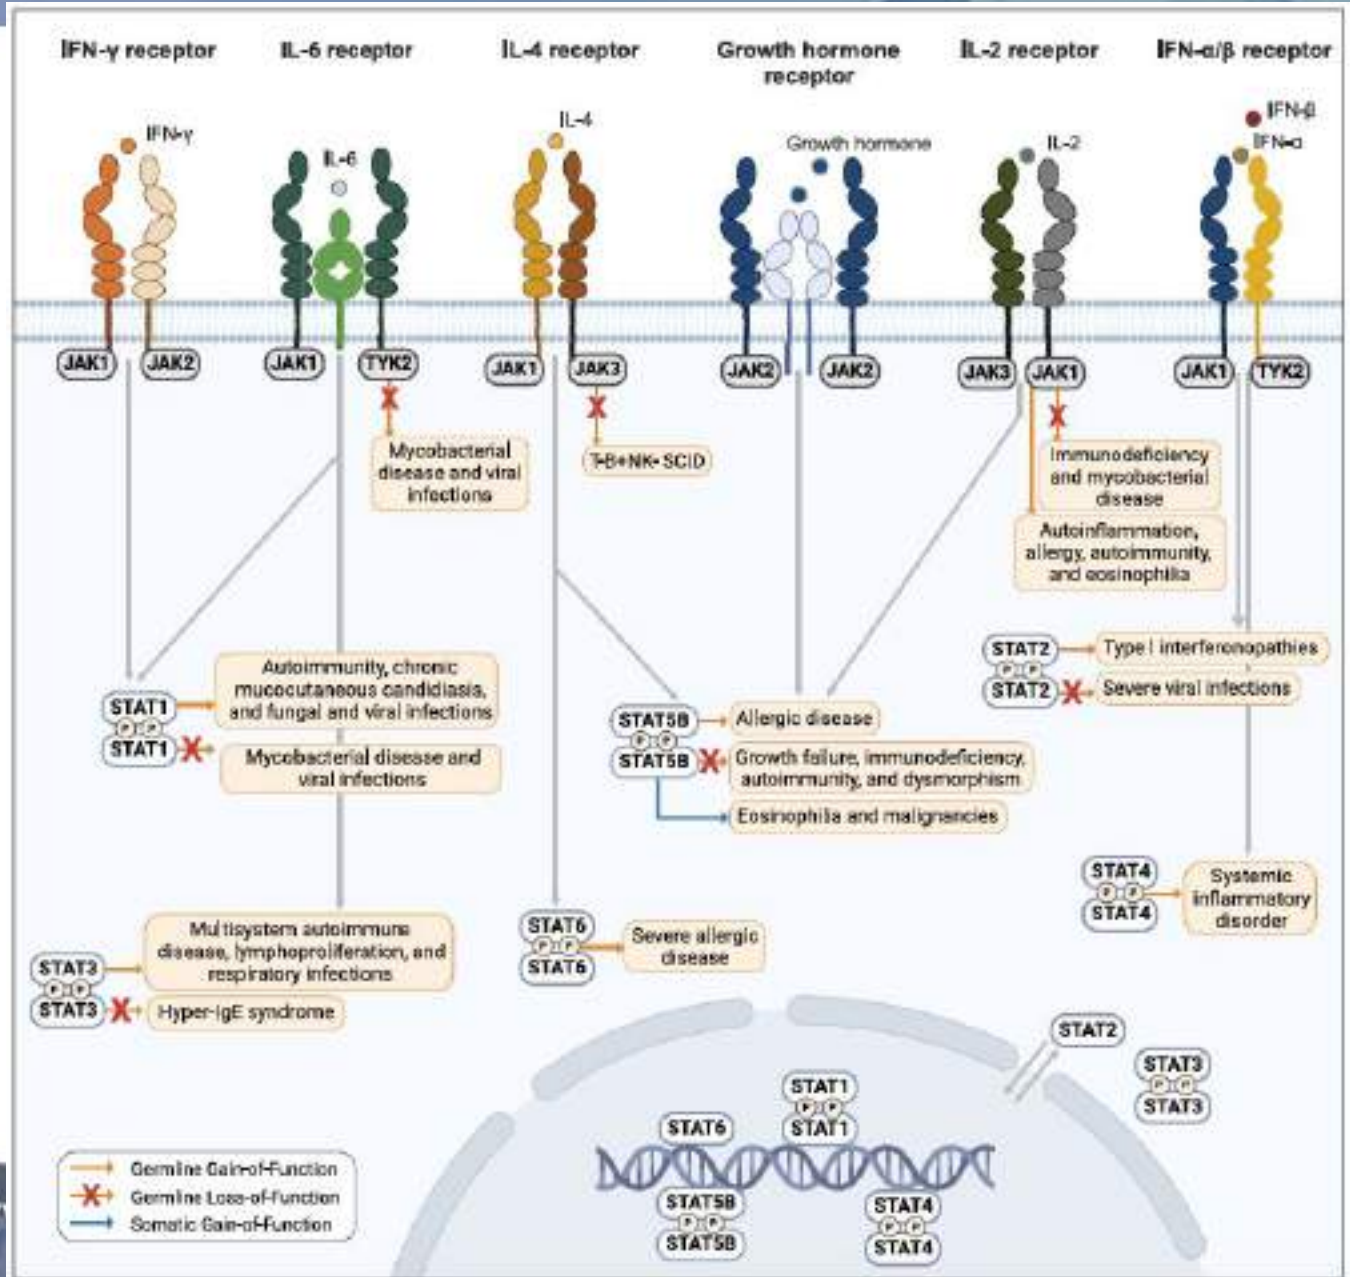 IFN-γ receptor
IL-6 receptor
IL-4 receptor
Growth hormone
receptor
IL-2 receptor
IFN-α/β receptor
IFN-γ
IL-6
IL-4
Growth hormone
IL-2
IFN-β
IFN-α
JAK1
JAK2
JAK1
TYK2
JAK1
JAK3
JAK2
JAK2
JAK3
JAK1
JAK1
TYK2
Mycobacterial
disease and viral
infections
T-B+NK- SCID
Immunodeficiency
and mycobacterial
disease
Autoinflammation,
allergy, autoimmunity,
and eosinophilia
STAT2
P P
STAT2
Type I interferonopathies
Severe viral infections
STAT1
P P
STAT1
Autoimmunity, chronic
mucocutaneous candidiasis,
and fungal and viral infections
Mycobacterial disease and
viral infections
STAT5B
P P
STAT5B
Allergic disease
Growth failure, immunodeficiency,
autoimmunity, and dysmorphism
Eosinophilia and malignancies
STAT4
P P
STAT4
Systemic
inflammatory
disorder
STAT3
P P
STAT3
Multisystem autoimmune
disease, lymphoproliferation, and
respiratory infections
Hyper-IgE syndrome
STAT6
P P
STAT6
Severe allergic
disease
STAT2
STAT3
P P
STAT3
STAT1
P P
STAT1
STAT6
STAT5B
P P
STAT5B
STAT4
P P
STAT4
Germline Gain-of-Function
Germline Loss-of-Function
Somatic Gain-of-Function